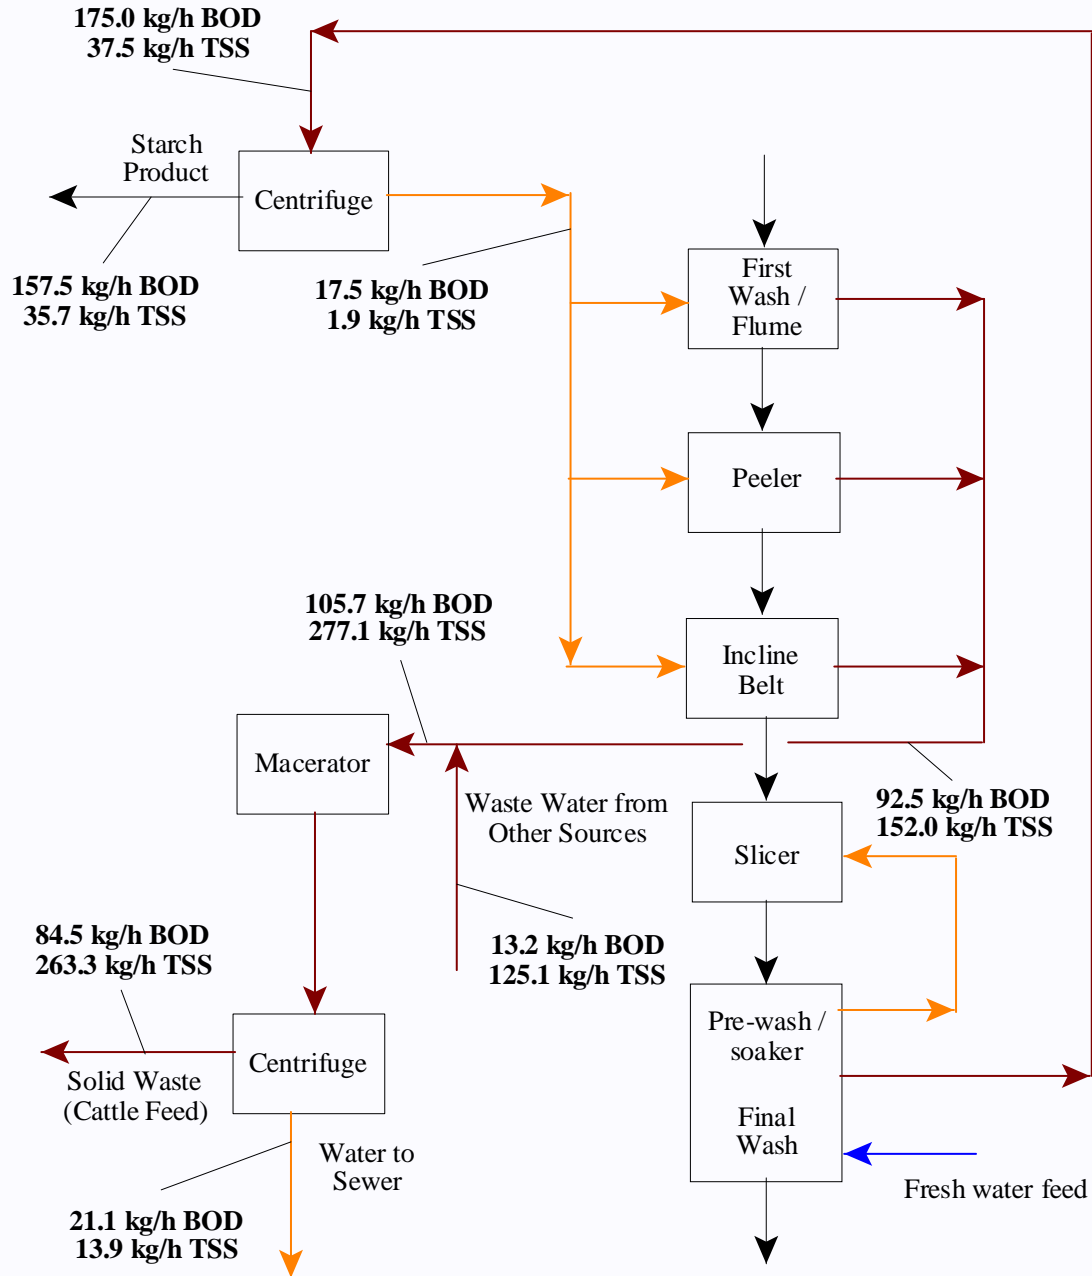 175.0 kg/h BOD
37.5 kg/h TSS
Starch
Product
Centrifuge
157.5 kg/h BOD
35.7 kg/h TSS
17.5 kg/h BOD
1.9 kg/h TSS
First
Wash /
Flume
Peeler
105.7 kg/h BOD
277.1 kg/h TSS
Incline
Belt
Macerator
Waste Water from
Other Sources
92.5 kg/h BOD
152.0 kg/h TSS
Slicer
84.5 kg/h BOD
263.3 kg/h TSS
13.2 kg/h BOD
125.1 kg/h TSS
Pre-wash /
soaker
Final
Wash
Centrifuge
Solid Waste
(Cattle Feed)
Water to
Sewer
Fresh water feed
21.1 kg/h BOD
13.9 kg/h TSS